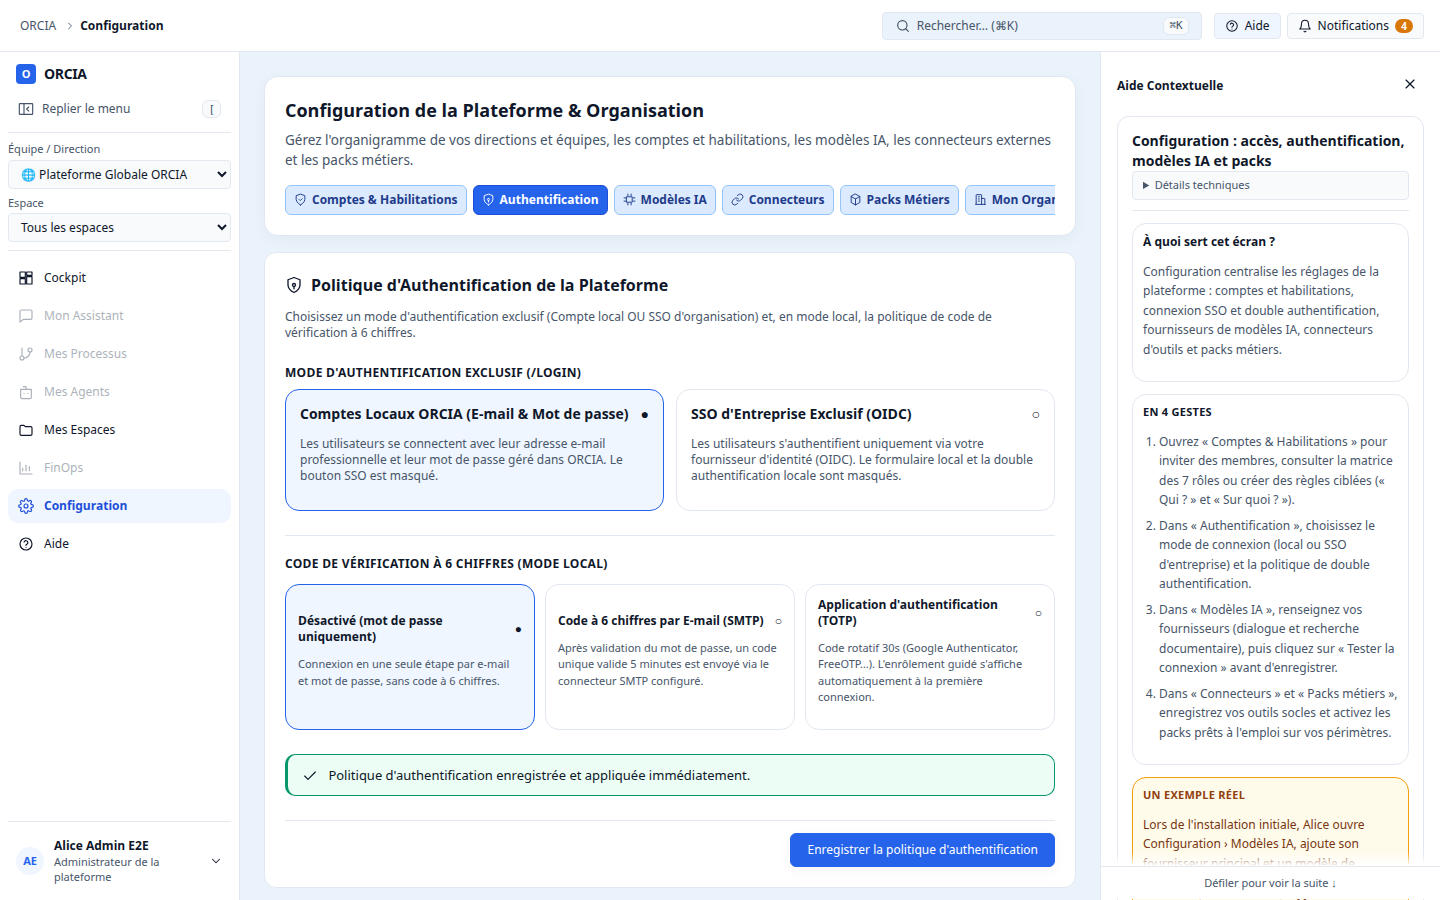 ORCIA > Configuration
Rechercher... (⌘K)
⌘K
Aide
Notifications 4
O ORCIA
Replier le menu [
Équipe / Direction
🌐 Plateforme Globale ORCIA
Espace
Tous les espaces
Cockpit
Mon Assistant
Mes Processus
Mes Agents
Mes Espaces
FinOps
Configuration
Aide
AE
Alice Admin E2E
Administrateur de la
plateforme
Configuration de la Plateforme & Organisation
Gérez l'organigramme de vos directions et équipes, les comptes et habilitations, les modèles IA, les connecteurs externes
et les packs métiers.
Comptes & Habilitations
Authentification
Modèles IA
Connecteurs
Packs Métiers
Mon Organ
Politique d'Authentification de la Plateforme
Choisissez un mode d'authentification exclusif (Compte local OU SSO d'organisation) et, en mode local, la politique de code de
vérification à 6 chiffres.
MODE D'AUTHENTIFICATION EXCLUSIF (/LOGIN)
Comptes Locaux ORCIA (E-mail & Mot de passe) ●
Les utilisateurs se connectent avec leur adresse e-mail
professionnelle et leur mot de passe géré dans ORCIA. Le
bouton SSO est masqué.
SSO d'Entreprise Exclusif (OIDC) ○
Les utilisateurs s'authentifient uniquement via votre
fournisseur d'identité (OIDC). Le formulaire local et la double
authentification locale sont masqués.
CODE DE VÉRIFICATION À 6 CHIFFRES (MODE LOCAL)
Désactivé (mot de passe
uniquement) ●
Connexion en une seule étape par e-mail
et mot de passe, sans code à 6 chiffres.
Code à 6 chiffres par E-mail (SMTP) ○
Après validation du mot de passe, un code
unique valide 5 minutes est envoyé via le
connecteur SMTP configuré.
Application d'authentification
(TOTP) ○
Code rotatif 30s (Google Authenticator,
FreeOTP...). L'enrôlement guidé s'affiche
automatiquement à la première
connexion.
Politique d'authentification enregistrée et appliquée immédiatement.
Enregistrer la politique d'authentification
Aide Contextuelle
Configuration : accès, authentification,
modèles IA et packs
▶ Détails techniques
À quoi sert cet écran ?
Configuration centralise les réglages de la
plateforme : comptes et habilitations,
connexion SSO et double authentification,
fournisseurs de modèles IA, connecteurs
d'outils et packs métiers.
EN 4 GESTES
1. Ouvrez « Comptes & Habilitations » pour
inviter des membres, consulter la matrice
des 7 rôles ou créer des règles ciblées («
Qui ? » et « Sur quoi ? »).
2. Dans « Authentification », choisissez le
mode de connexion (local ou SSO
d'entreprise) et la politique de double
authentification.
3. Dans « Modèles IA », renseignez vos
fournisseurs (dialogue et recherche
documentaire), puis cliquez sur « Tester la
connexion » avant d'enregistrer.
4. Dans « Connecteurs » et « Packs métiers »,
enregistrez vos outils socles et activez les
packs prêts à l'emploi sur vos périmètres.
UN EXEMPLE RÉEL
Lors de l'installation initiale, Alice ouvre
Configuration › Modèles IA, ajoute son
fournisseur principal et un modèle de
Défiler pour voir la suite ↓